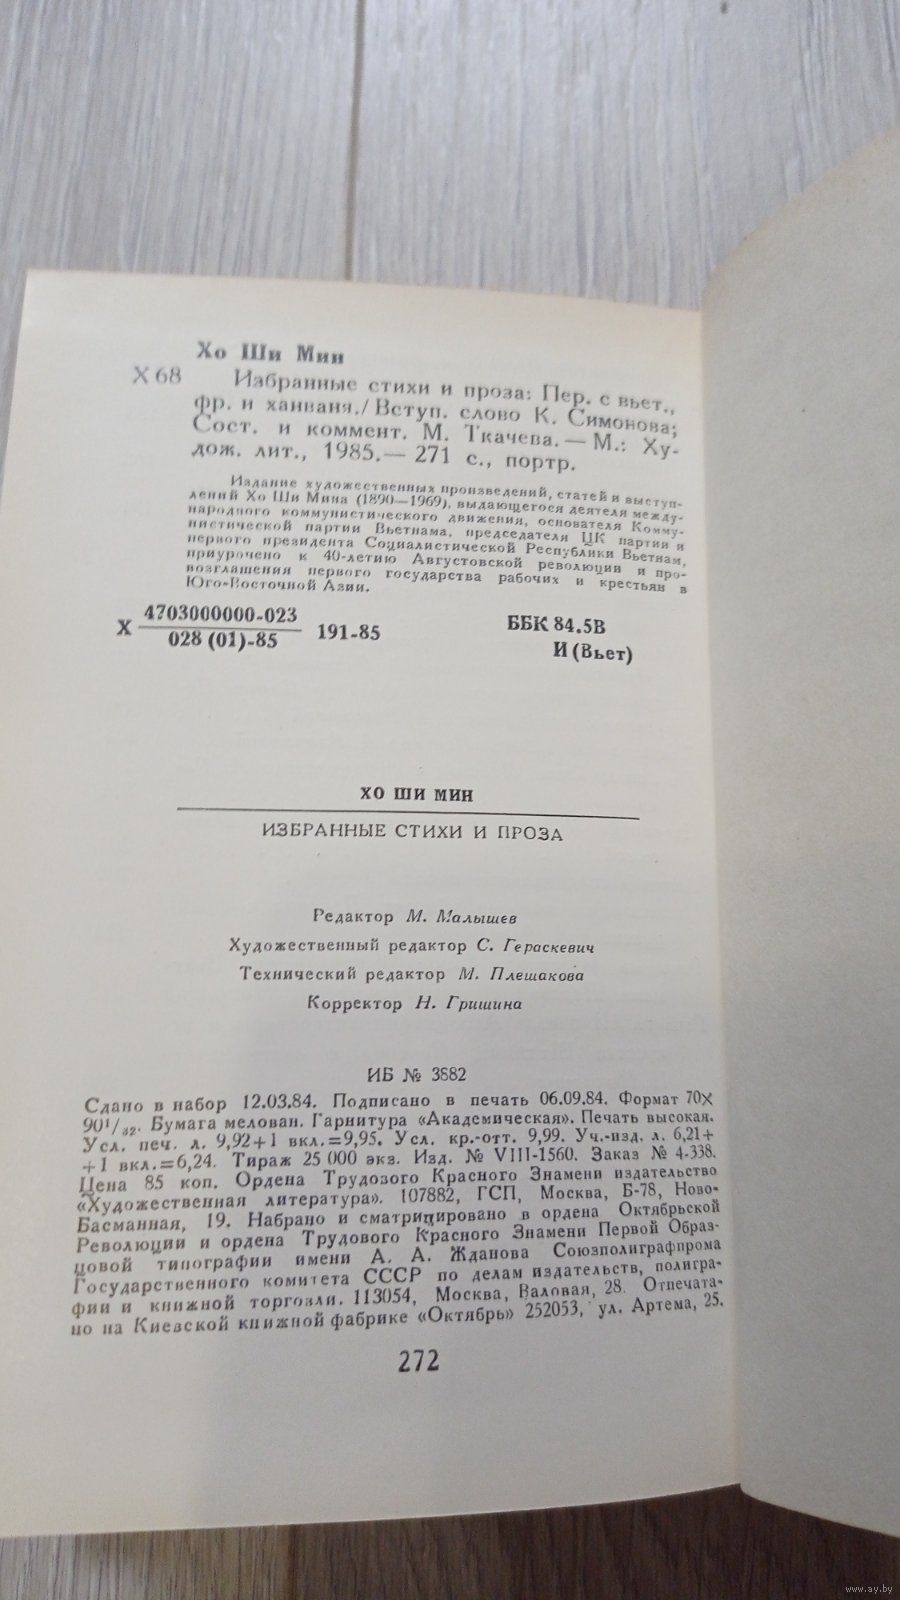 Хо Ши Мин
Х 68 Избранные стихи и проза: Пер. с вьет.,
фр. и ханваня./ Вступ. слово К. Симонова;
Сост. и коммент. М. Ткачева. — М.: Ху-
дож. лит., 1985. — 271 с., портр.
Издание художественных произведений, статей и выступ-
лений Хо Ши Мина (1890—1969), выдающегося деятеля между-
народного коммунистического движения, основателя Комму-
нистической партии Вьетнама, председателя ЦК партии и
первого президента Социалистической Республики Вьетнам,
приурочено к 40-летию Августовской революции и про-
возглашения первого государства рабочих и крестьян в
Юго-Восточной Азии.
Х 4703000000-023
028 (01)-85 191-85
ББК 84.5В
И (Вьет)
ХО ШИ МИН
ИЗБРАННЫЕ СТИХИ И ПРОЗА
Редактор М. Малышев
Художественный редактор С. Гераскевич
Технический редактор М. Плешакова
Корректор Н. Гришина
ИБ № 3882
Сдано в набор 12.03.84. Подписано в печать 06.09.84. Формат 70×
90¹/₃₂. Бумага мелован. Гарнитура «Академическая». Печать высокая.
Усл. печ. л. 9,92+1 вкл.=9,95. Усл. кр.-отт. 9,99. Уч.-изд. л. 6,21+
+1 вкл.=6,24. Тираж 25 000 экз. Изд. № VIII-1560. Заказ № 4-338.
Цена 85 коп. Ордена Трудового Красного Знамени издательство
«Художественная литература». 107882, ГСП, Москва, Б-78, Ново-
Басманная, 19. Набрано и сматрицировано в ордена Октябрьской
Революции и ордена Трудового Красного Знамени Первой Образ-
цовой типографии имени А. А. Жданова Союзполиграфпрома
Государственного комитета СССР по делам издательств, полигра-
фии и книжной торговли. 113054, Москва, Валовая, 28. Отпечата-
но на Киевской книжной фабрике «Октябрь» 252053, ул. Артема, 25.
272
www.ay.by